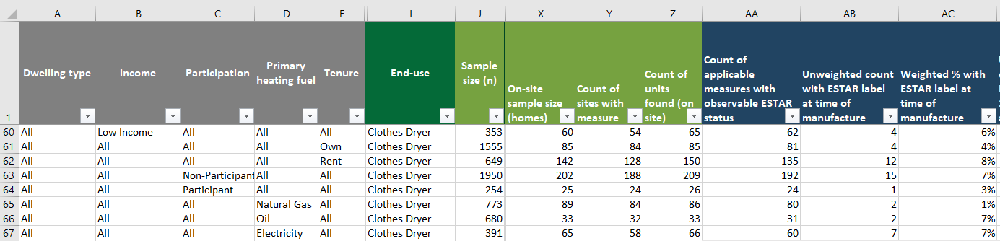 A B C D E I J X Y Z AA AB AC
1 Dwelling type Income Participation Primary heating fuel Tenure End-use Sample size (n) On-site sample size (homes) Count of sites with measure Count of units found (on site) Count of applicable measures with observable ESTAR status Unweighted count with ESTAR label at time of manufacture Weighted % with ESTAR label at time of manufacture
60 All Low Income All All All Clothes Dryer 353 60 54 65 62 4 6%
61 All All All All Own Clothes Dryer 1555 85 84 85 81 4 4%
62 All All All All Rent Clothes Dryer 649 142 128 150 135 12 8%
63 All All Non-Participant All All Clothes Dryer 1950 202 188 209 192 15 7%
64 All All Participant All All Clothes Dryer 254 25 24 26 24 1 3%
65 All All All Natural Gas All Clothes Dryer 773 89 84 86 80 2 1%
66 All All All Oil All Clothes Dryer 680 33 32 33 31 2 7%
67 All All All Electricity All Clothes Dryer 391 65 58 66 60 7 7%